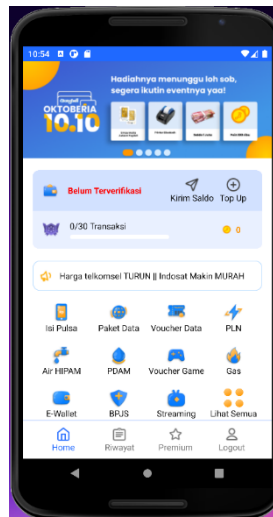 10:54
Hadiahnya menunggu loh sob,
segera ikutin eventnya yaa!
OKTOBERIA
10.10
Belum Terverifikasi
Kirim Saldo
Top Up
0/30 Transaksi
0
Harga telkomsel TURUN || Indosat Makin MURAH
Isi Pulsa
Paket Data
Voucher Data
PLN
Air HIPAM
PDAM
Voucher Game
Gas
E-Wallet
BPJS
Streaming
Lihat Semua
Home
Riwayat
Premium
Logout